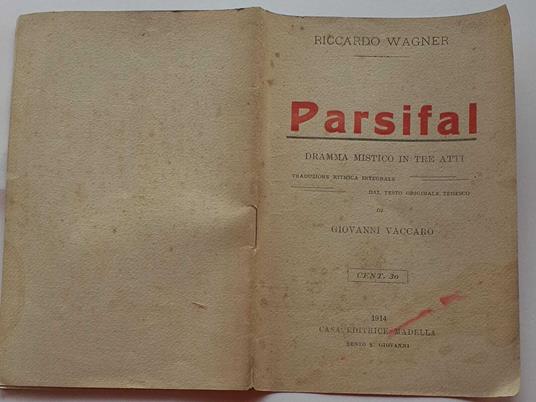 RICCARDO WAGNER
Parsifal
DRAMMA MISTICO IN TRE ATTI
TRADUZIONE RITMICA INTEGRALE
DAL TESTO ORIGINALE TEDESCO
DI
GIOVANNI VACCARO
CENT. 30
1914
CASA EDITRICE MADELLA
SESTO S. GIOVANNI